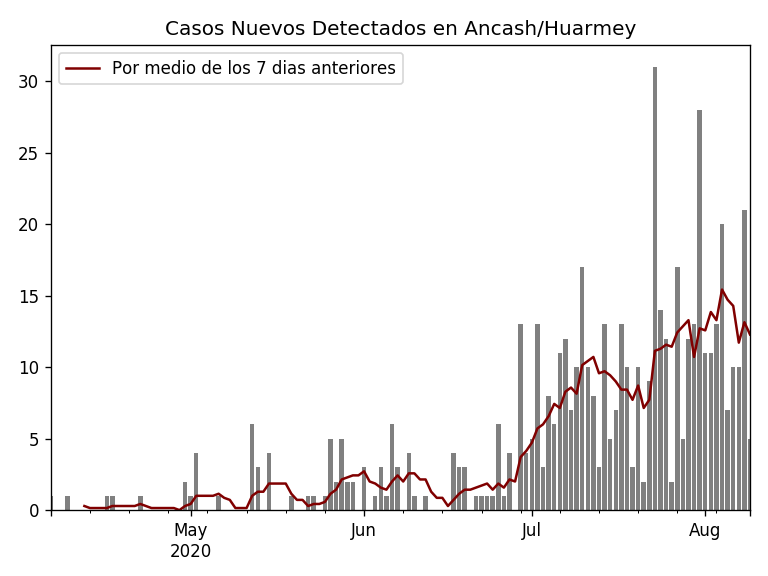 Casos Nuevos Detectados en Ancash/Huarmey
Por medio de los 7 dias anteriores
30
25
20
15
10
5
0
May
2020
Jun
Jul
Aug